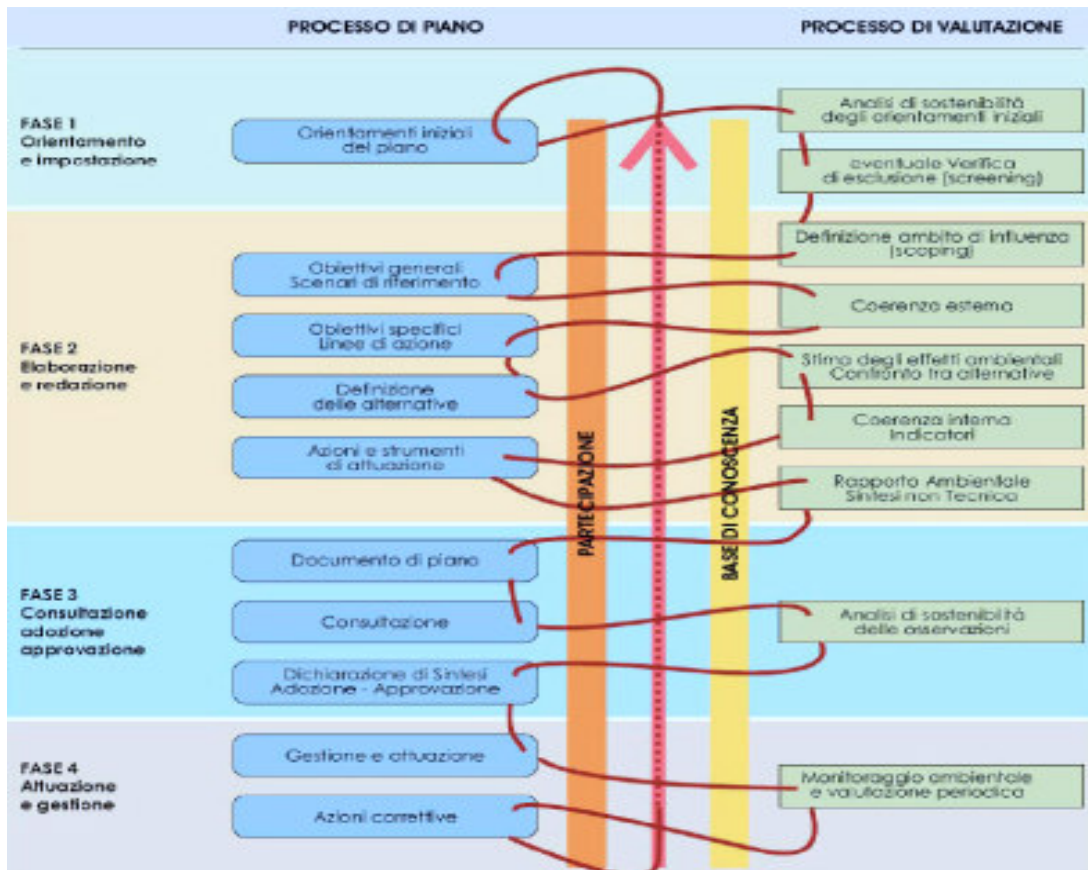 PROCESSO DI PIANO
PROCESSO DI VALUTAZIONE
FASE 1
Orientamento
e impostazione
Orientamenti iniziali
del piano
Analisi di sostenibilità
degli orientamenti iniziali
eventuale Verifica
di esclusione (screening)
FASE 2
Elaborazione
e redazione
Obiettivi generali
Scenari di riferimento
Obiettivi specifici
Linee di azione
Definizione
delle alternative
Azioni e strumenti
di attuazione
Definizione ambito di influenza
(scoping)
Coerenza esterna
Stima degli effetti ambientali
Confronto tra alternative
Coerenza interna
Indicatori
Rapporto Ambientale
Sintesi non Tecnica
PARTECIPAZIONE
BASE DI CONOSCENZA
FASE 3
Consultazione
adozione
approvazione
Documento di piano
Consultazione
Dichiarazione di Sintesi
Adozione - Approvazione
Analisi di sostenibilità
delle osservazioni
FASE 4
Attuazione
e gestione
Gestione e attuazione
Azioni correttive
Monitoraggio ambientale
e valutazione periodica